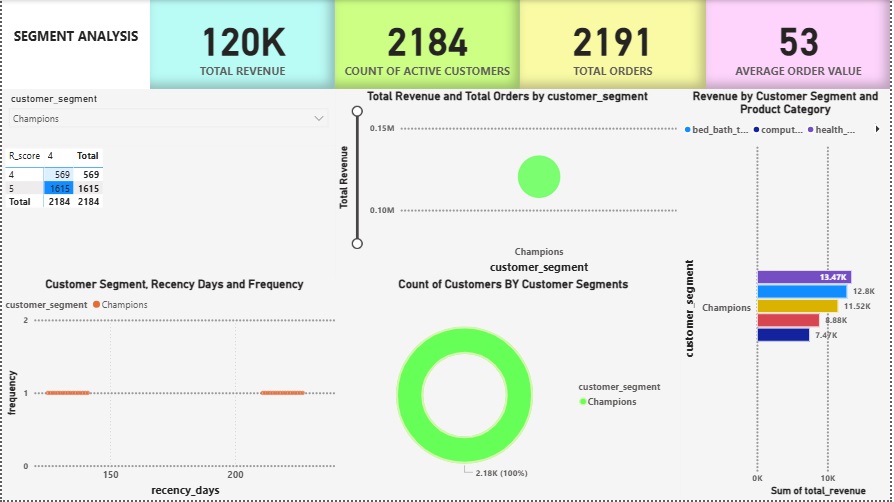 SEGMENT ANALYSIS
120K
TOTAL REVENUE
2184
COUNT OF ACTIVE CUSTOMERS
2191
TOTAL ORDERS
53
AVERAGE ORDER VALUE
customer_segment
Champions
R_score 4 Total
4 569 569
5 1615 1615
Total 2184 2184
Total Revenue and Total Orders by customer_segment
Total Revenue
0.15M
0.10M
Champions
customer_segment
Revenue by Customer Segment and
Product Category
bed_bath_t... comput... health_...
customer_segment
Champions
13.47K
12.8K
11.52K
8.88K
7.47K
0K 10K
Sum of total_revenue
Customer Segment, Recency Days and Frequency
customer_segment Champions
frequency
2
1
0
150 200
recency_days
Count of Customers BY Customer Segments
customer_segment
Champions
2.18K (100%)